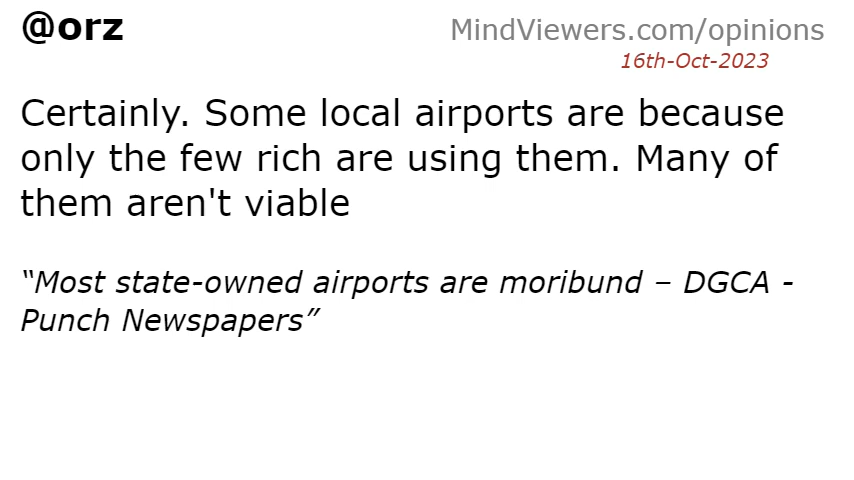 @orz
MindViewers.com/opinions
16th-Oct-2023
Certainly. Some local airports are because
only the few rich are using them. Many of
them aren't viable
“Most state-owned airports are moribund – DGCA -
Punch Newspapers”